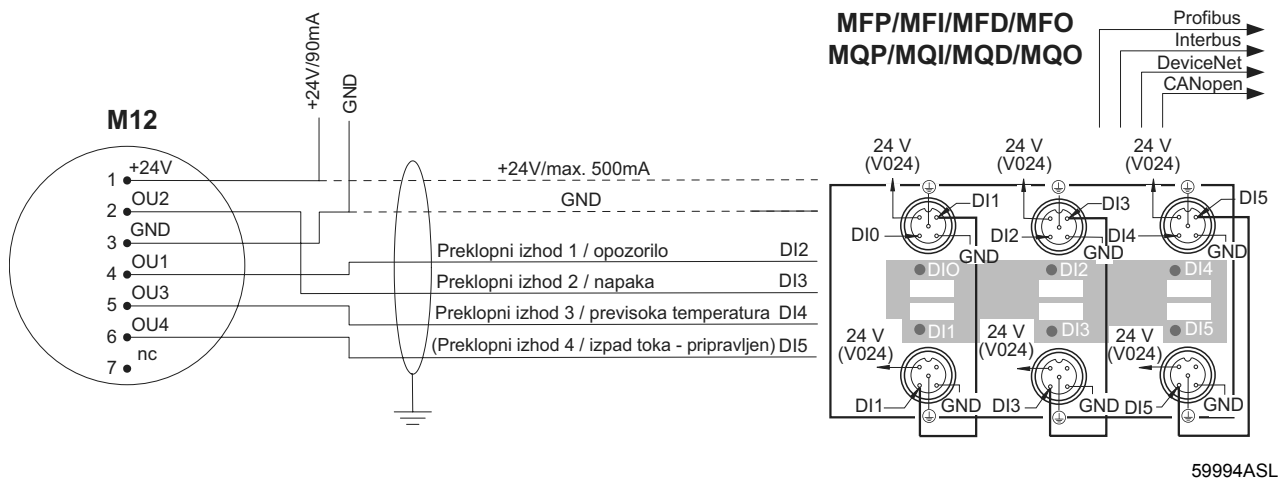 +24V/90mA
GND
M12
1 +24V
2 OU2
3 GND
4 OU1
5 OU3
6 OU4
7 nc
+24V/max. 500mA
GND
Preklopni izhod 1 / opozorilo DI2
Preklopni izhod 2 / napaka DI3
Preklopni izhod 3 / previsoka temperatura DI4
(Preklopni izhod 4 / izpad toka - pripravljen) DI5
MFP/MFI/MFD/MFO
MQP/MQI/MQD/MQO
Profibus
Interbus
DeviceNet
CANopen
24 V
(V024)
24 V
(V024)
24 V
(V024)
DI1
DI3
DI5
DI0
DI2
DI4
GND
GND
GND
DIO
DI2
DI4
DI1
DI3
DI5
24 V
(V024)
24 V
(V024)
24 V
(V024)
DI1
GND
DI3
GND
DI5
GND
59994ASL